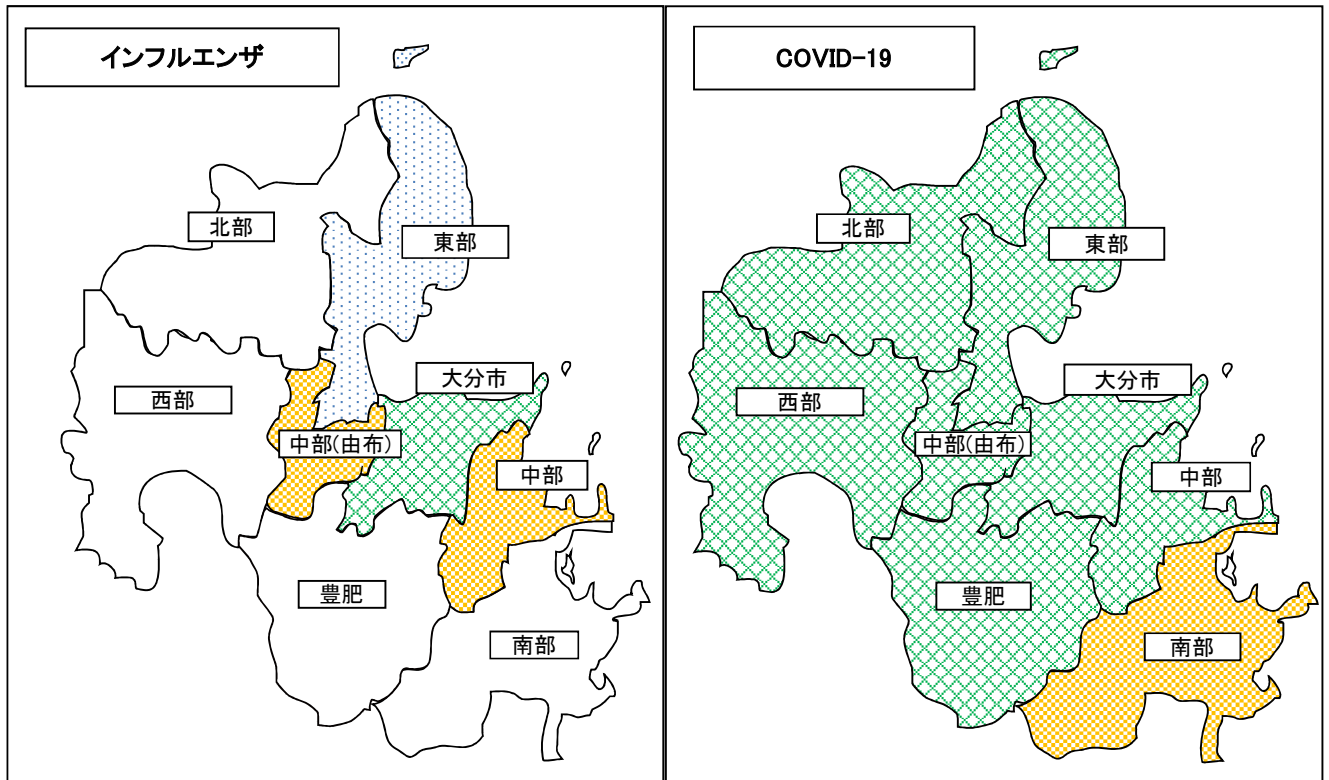 インフルエンザ
北部
東部
大分市
西部
中部(由布)
中部
豊肥
南部
COVID-19
北部
東部
大分市
西部
中部(由布)
中部
豊肥
南部